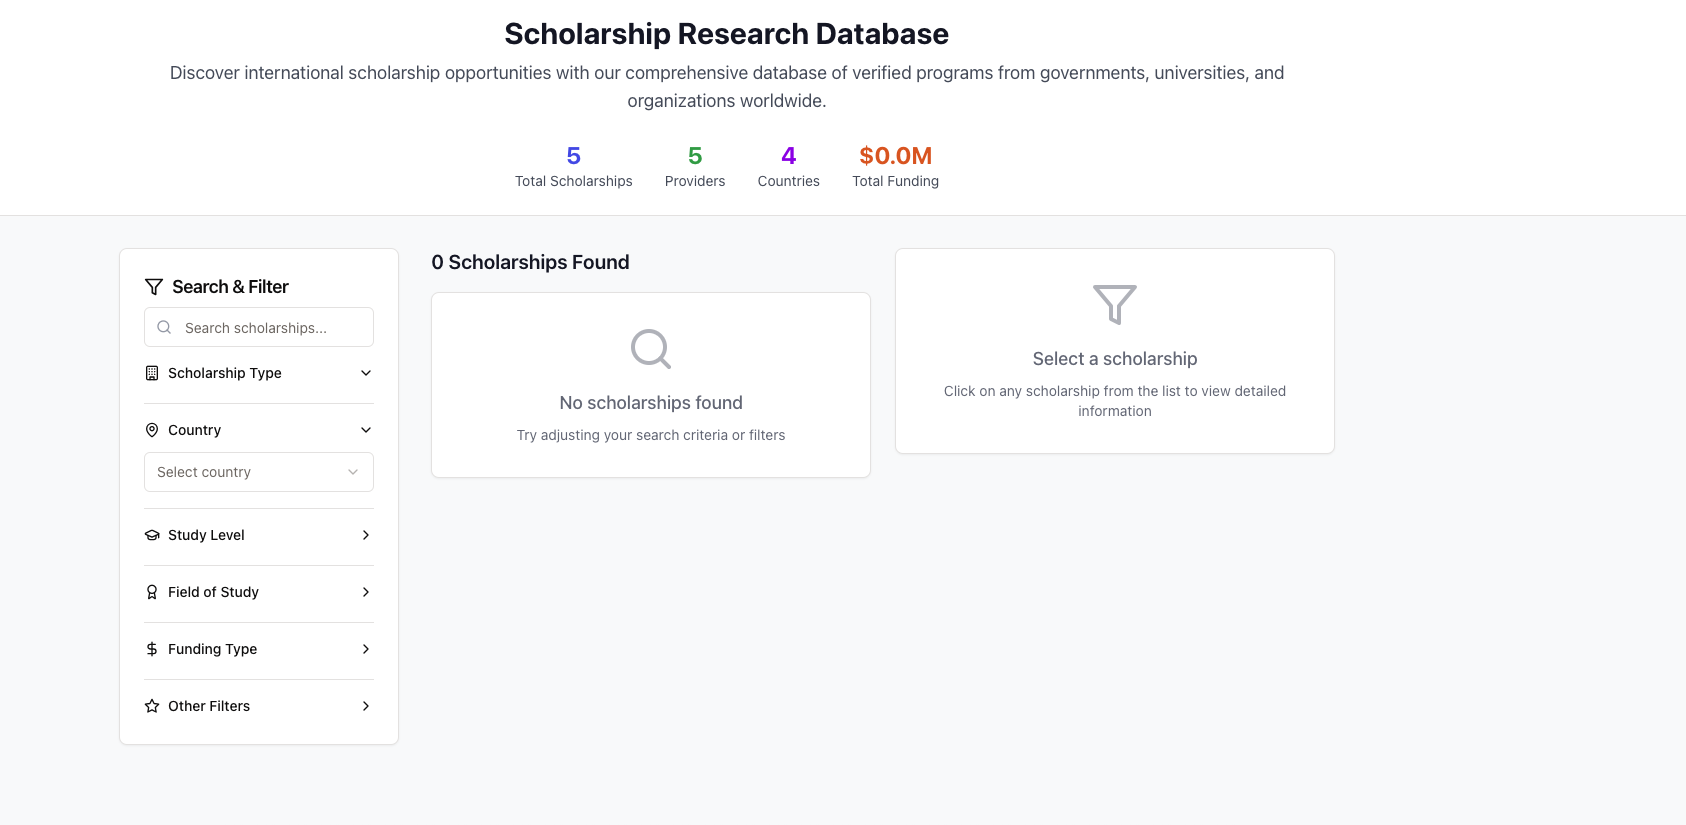 Scholarship Research Database
Discover international scholarship opportunities with our comprehensive database of verified programs from governments, universities, and
organizations worldwide.
5
Total Scholarships
5
Providers
4
Countries
$0.0M
Total Funding
Search & Filter
Search scholarships...
Scholarship Type
Country
Select country
Study Level
Field of Study
Funding Type
Other Filters
0 Scholarships Found
No scholarships found
Try adjusting your search criteria or filters
Select a scholarship
Click on any scholarship from the list to view detailed
information